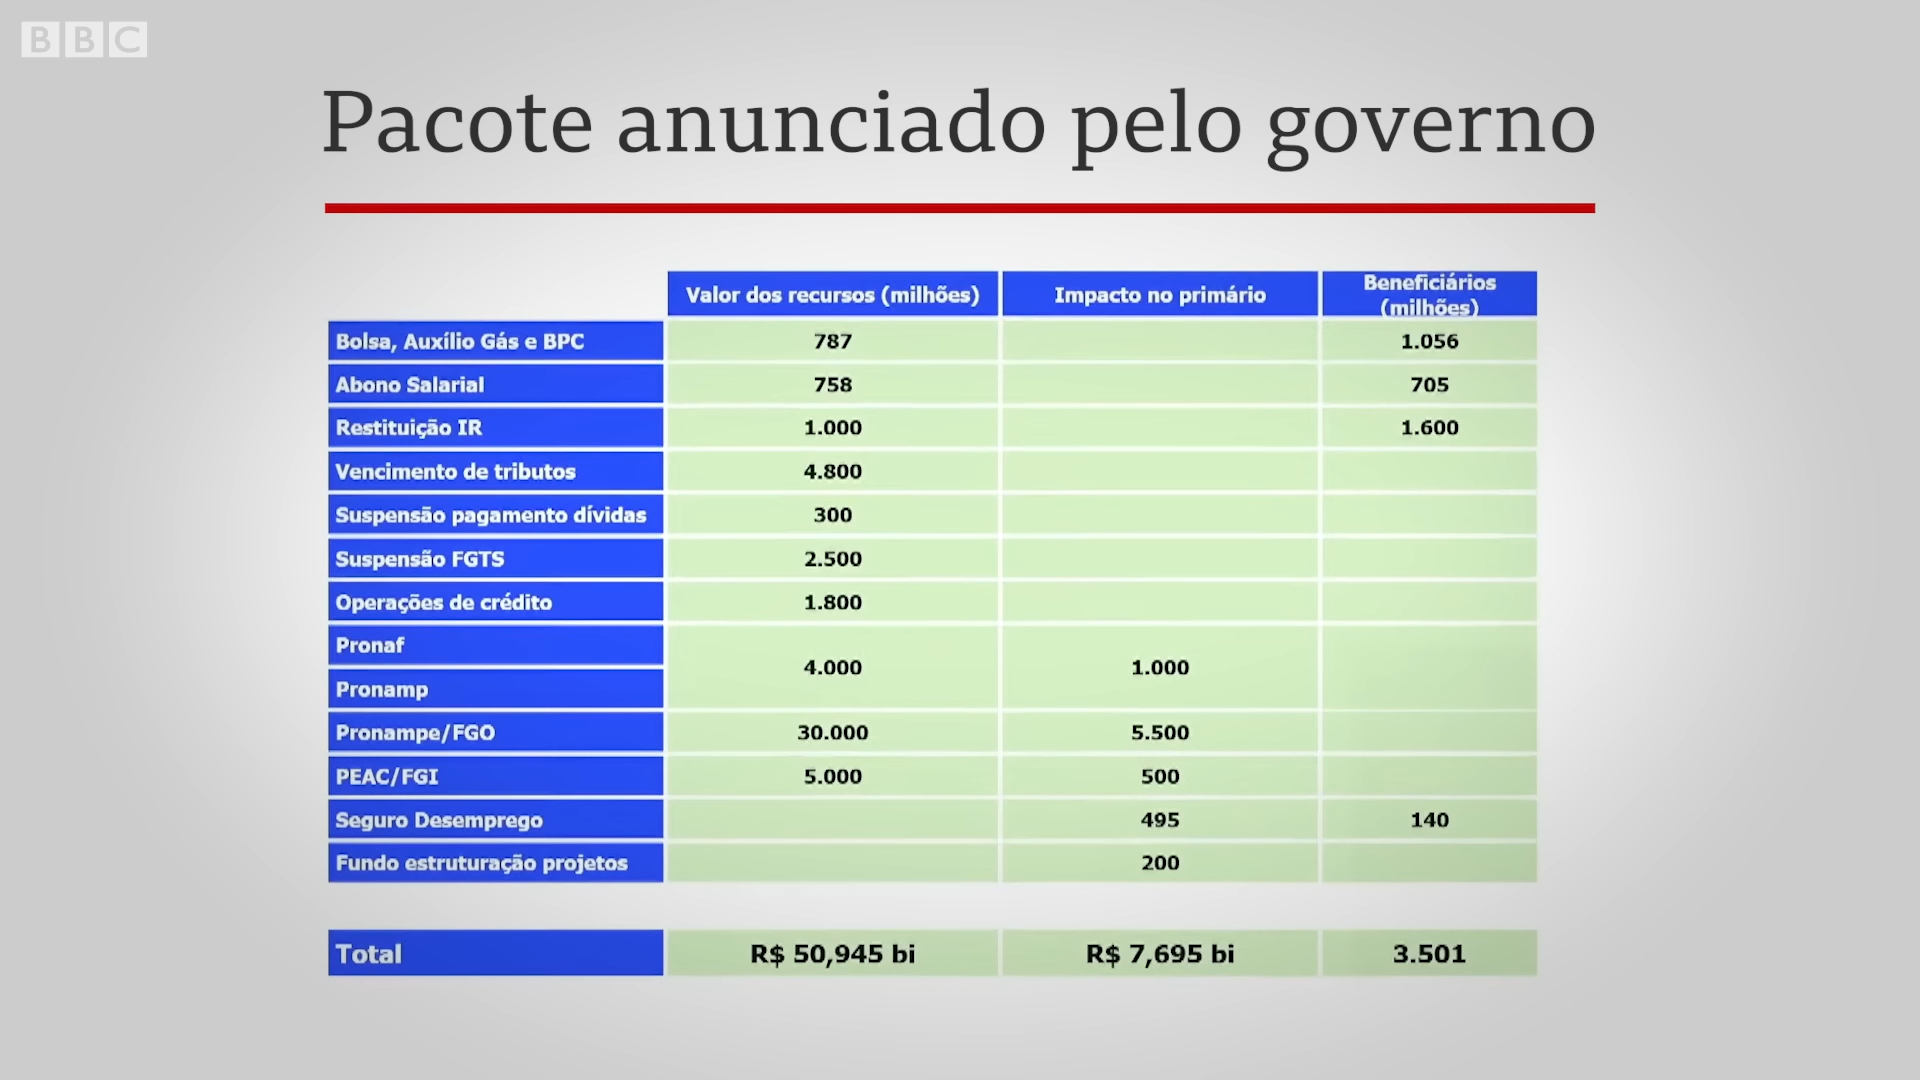 BBC
Pacote anunciado pelo governo
Valor dos recursos (milhões) Impacto no primário Beneficiários (milhões)
Bolsa, Auxílio Gás e BPC 787 1.056
Abono Salarial 758 705
Restituição IR 1.000 1.600
Vencimento de tributos 4.800
Suspensão pagamento dívidas 300
Suspensão FGTS 2.500
Operações de crédito 1.800
Pronaf
4.000 1.000
Pronamp
Pronampe/FGO 30.000 5.500
PEAC/FGI 5.000 500
Seguro Desemprego 495 140
Fundo estruturação projetos 200
Total R$ 50,945 bi R$ 7,695 bi 3.501